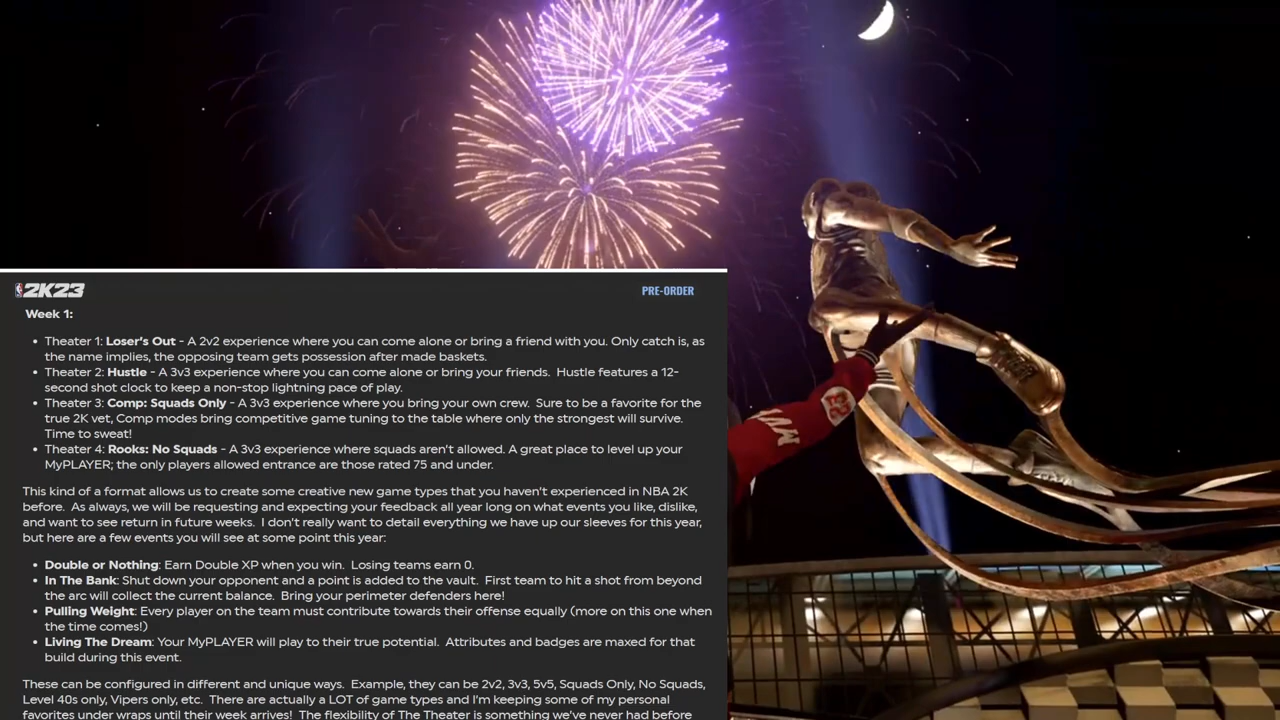 2K23
PRE-ORDER
Week 1:
• Theater 1: Loser's Out - A 2v2 experience where you can come alone or bring a friend with you. Only catch is, as
the name implies, the opposing team gets possession after made baskets.
• Theater 2: Hustle - A 3v3 experience where you can come alone or bring your friends. Hustle features a 12-
second shot clock to keep a non-stop lightning pace of play.
• Theater 3: Comp: Squads Only - A 3v3 experience where you bring your own crew. Sure to be a favorite for the
true 2K vet, Comp modes bring competitive game tuning to the table where only the strongest will survive.
Time to sweat!
• Theater 4: Rooks: No Squads - A 3v3 experience where squads aren't allowed. A great place to level up your
MyPLAYER; the only players allowed entrance are those rated 75 and under.
This kind of a format allows us to create some creative new game types that you haven't experienced in NBA 2K
before. As always, we will be requesting and expecting your feedback all year long on what events you like, dislike,
and want to see return in future weeks. I don't really want to detail everything we have up our sleeves for this year,
but here are a few events you will see at some point this year:
• Double or Nothing: Earn Double XP when you win. Losing teams earn 0.
• In The Bank: Shut down your opponent and a point is added to the vault. First team to hit a shot from beyond
the arc will collect the current balance. Bring your perimeter defenders here!
• Pulling Weight: Every player on the team must contribute towards their offense equally (more on this one when
the time comes!)
• Living The Dream: Your MyPLAYER will play to their true potential. Attributes and badges are maxed for that
build during this event.
These can be configured in different and unique ways. Example, they can be 2v2, 3v3, 5v5, Squads Only, No Squads,
Level 40s only, Vipers only, etc. There are actually a LOT of game types and I'm keeping some of my personal
favorites under wraps until their week arrives! The flexibility of The Theater is something we've never had before
23